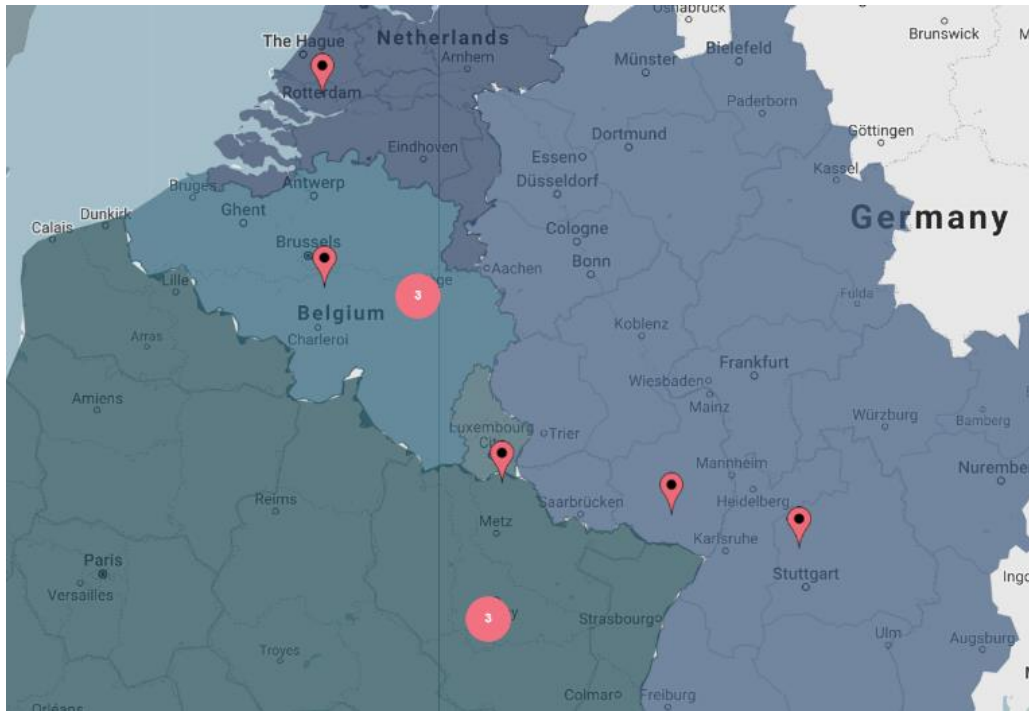 Osnabrück
Brunswick
The Hague
Netherlands
Bielefeld
Arnhem
Münster
Rotterdam
Paderborn
Göttingen
Dortmund
Eindhoven
Essen
Kassel
Bruges
Antwerp
Düsseldorf
Calais
Dunkirk
Ghent
Germany
Cologne
Brussels
Bonn
Aachen
Lille
3
Fulda
Belgium
Koblenz
Arras
Charleroi
Frankfurt
Wiesbaden
Mainz
Amiens
Würzburg
Bamberg
Luxembourg
City
Trier
Mannheim
Nurember
Reims
Saarbrücken
Heidelberg
Metz
Karlsruhe
Paris
Stuttgart
Versailles
3
Strasbourg
Ulm
Augsburg
Troyes
Colmar
Freiburg
Orléans